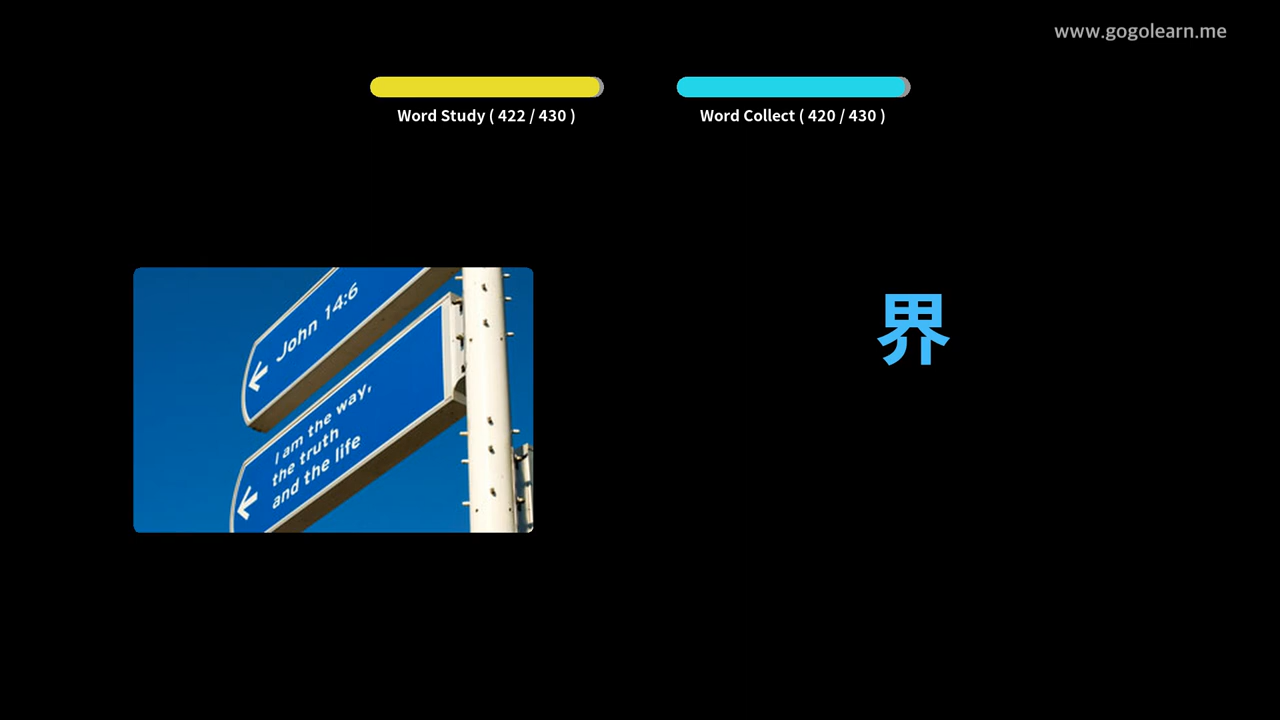 www.gogolearn.me
Word Study ( 422 / 430 )
Word Collect ( 420 / 430 )
John 14:6
I am the way,
the truth
and the life
界